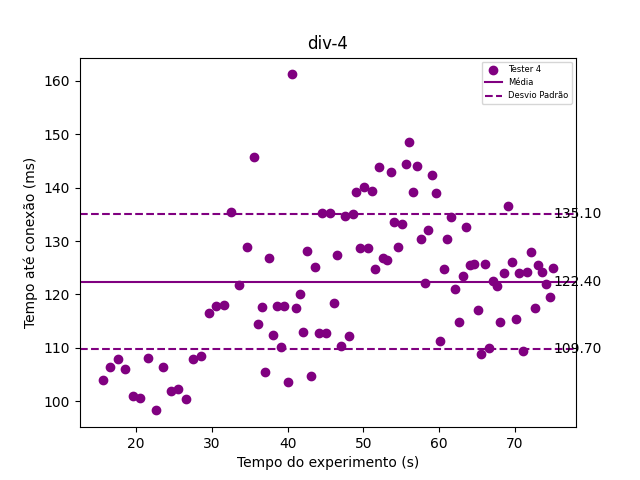 div-4
Tester 4
Média
Desvio Padrão
160
150
140
130
120
110
100
135.10
122.40
109.70
Tempo até conexão (ms)
20 30 40 50 60 70
Tempo do experimento (s)